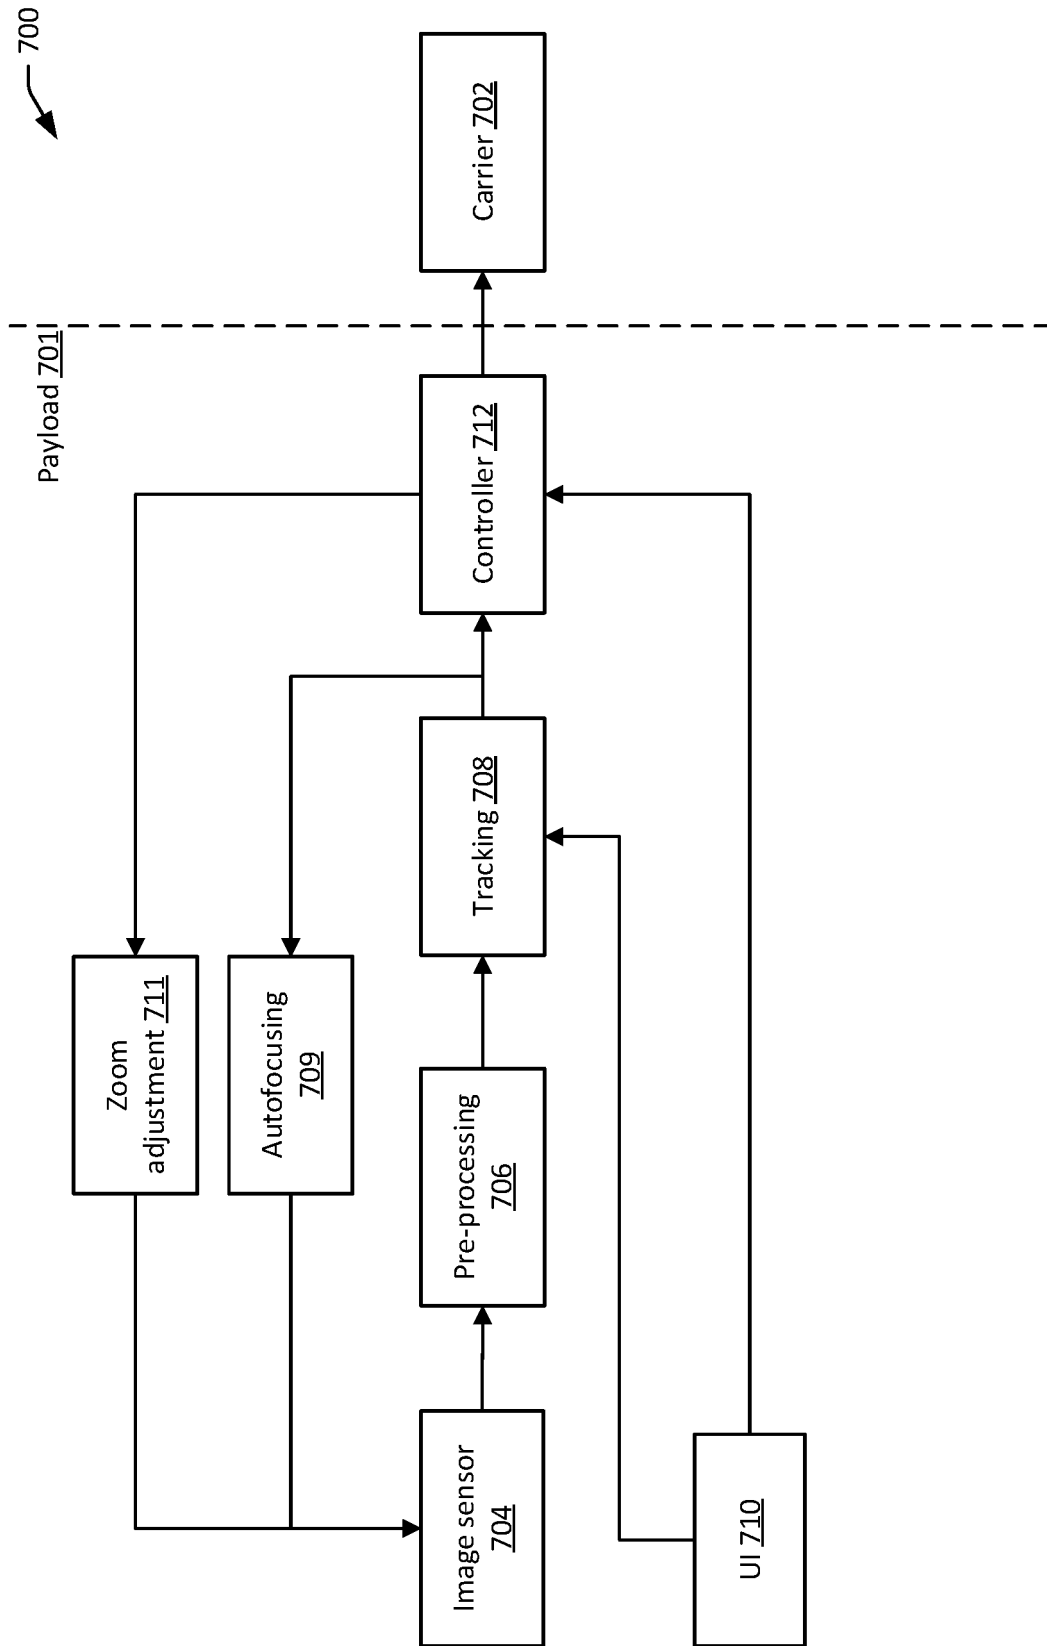 700
Payload 701
Zoom
adjustment 711
Autofocusing
709
Image sensor
704
Pre-processing
706
Tracking 708
Controller 712
Carrier 702
UI 710